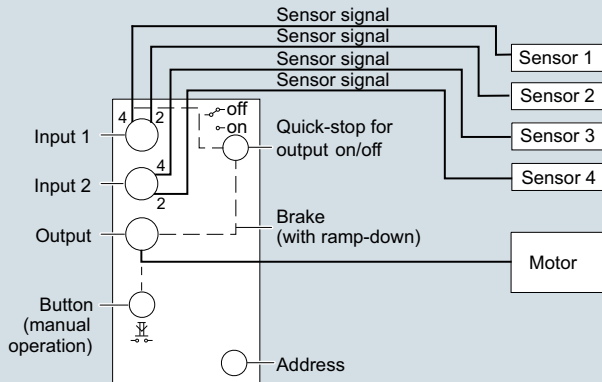 Sensor signal
Sensor signal
Sensor signal
Sensor signal
Sensor 1
Sensor 2
Sensor 3
Sensor 4
4
2
off
on
Input 1
Quick-stop for
output on/off
4
Input 2
2
Output
Brake
(with ramp-down)
Motor
Button
(manual
operation)
Address